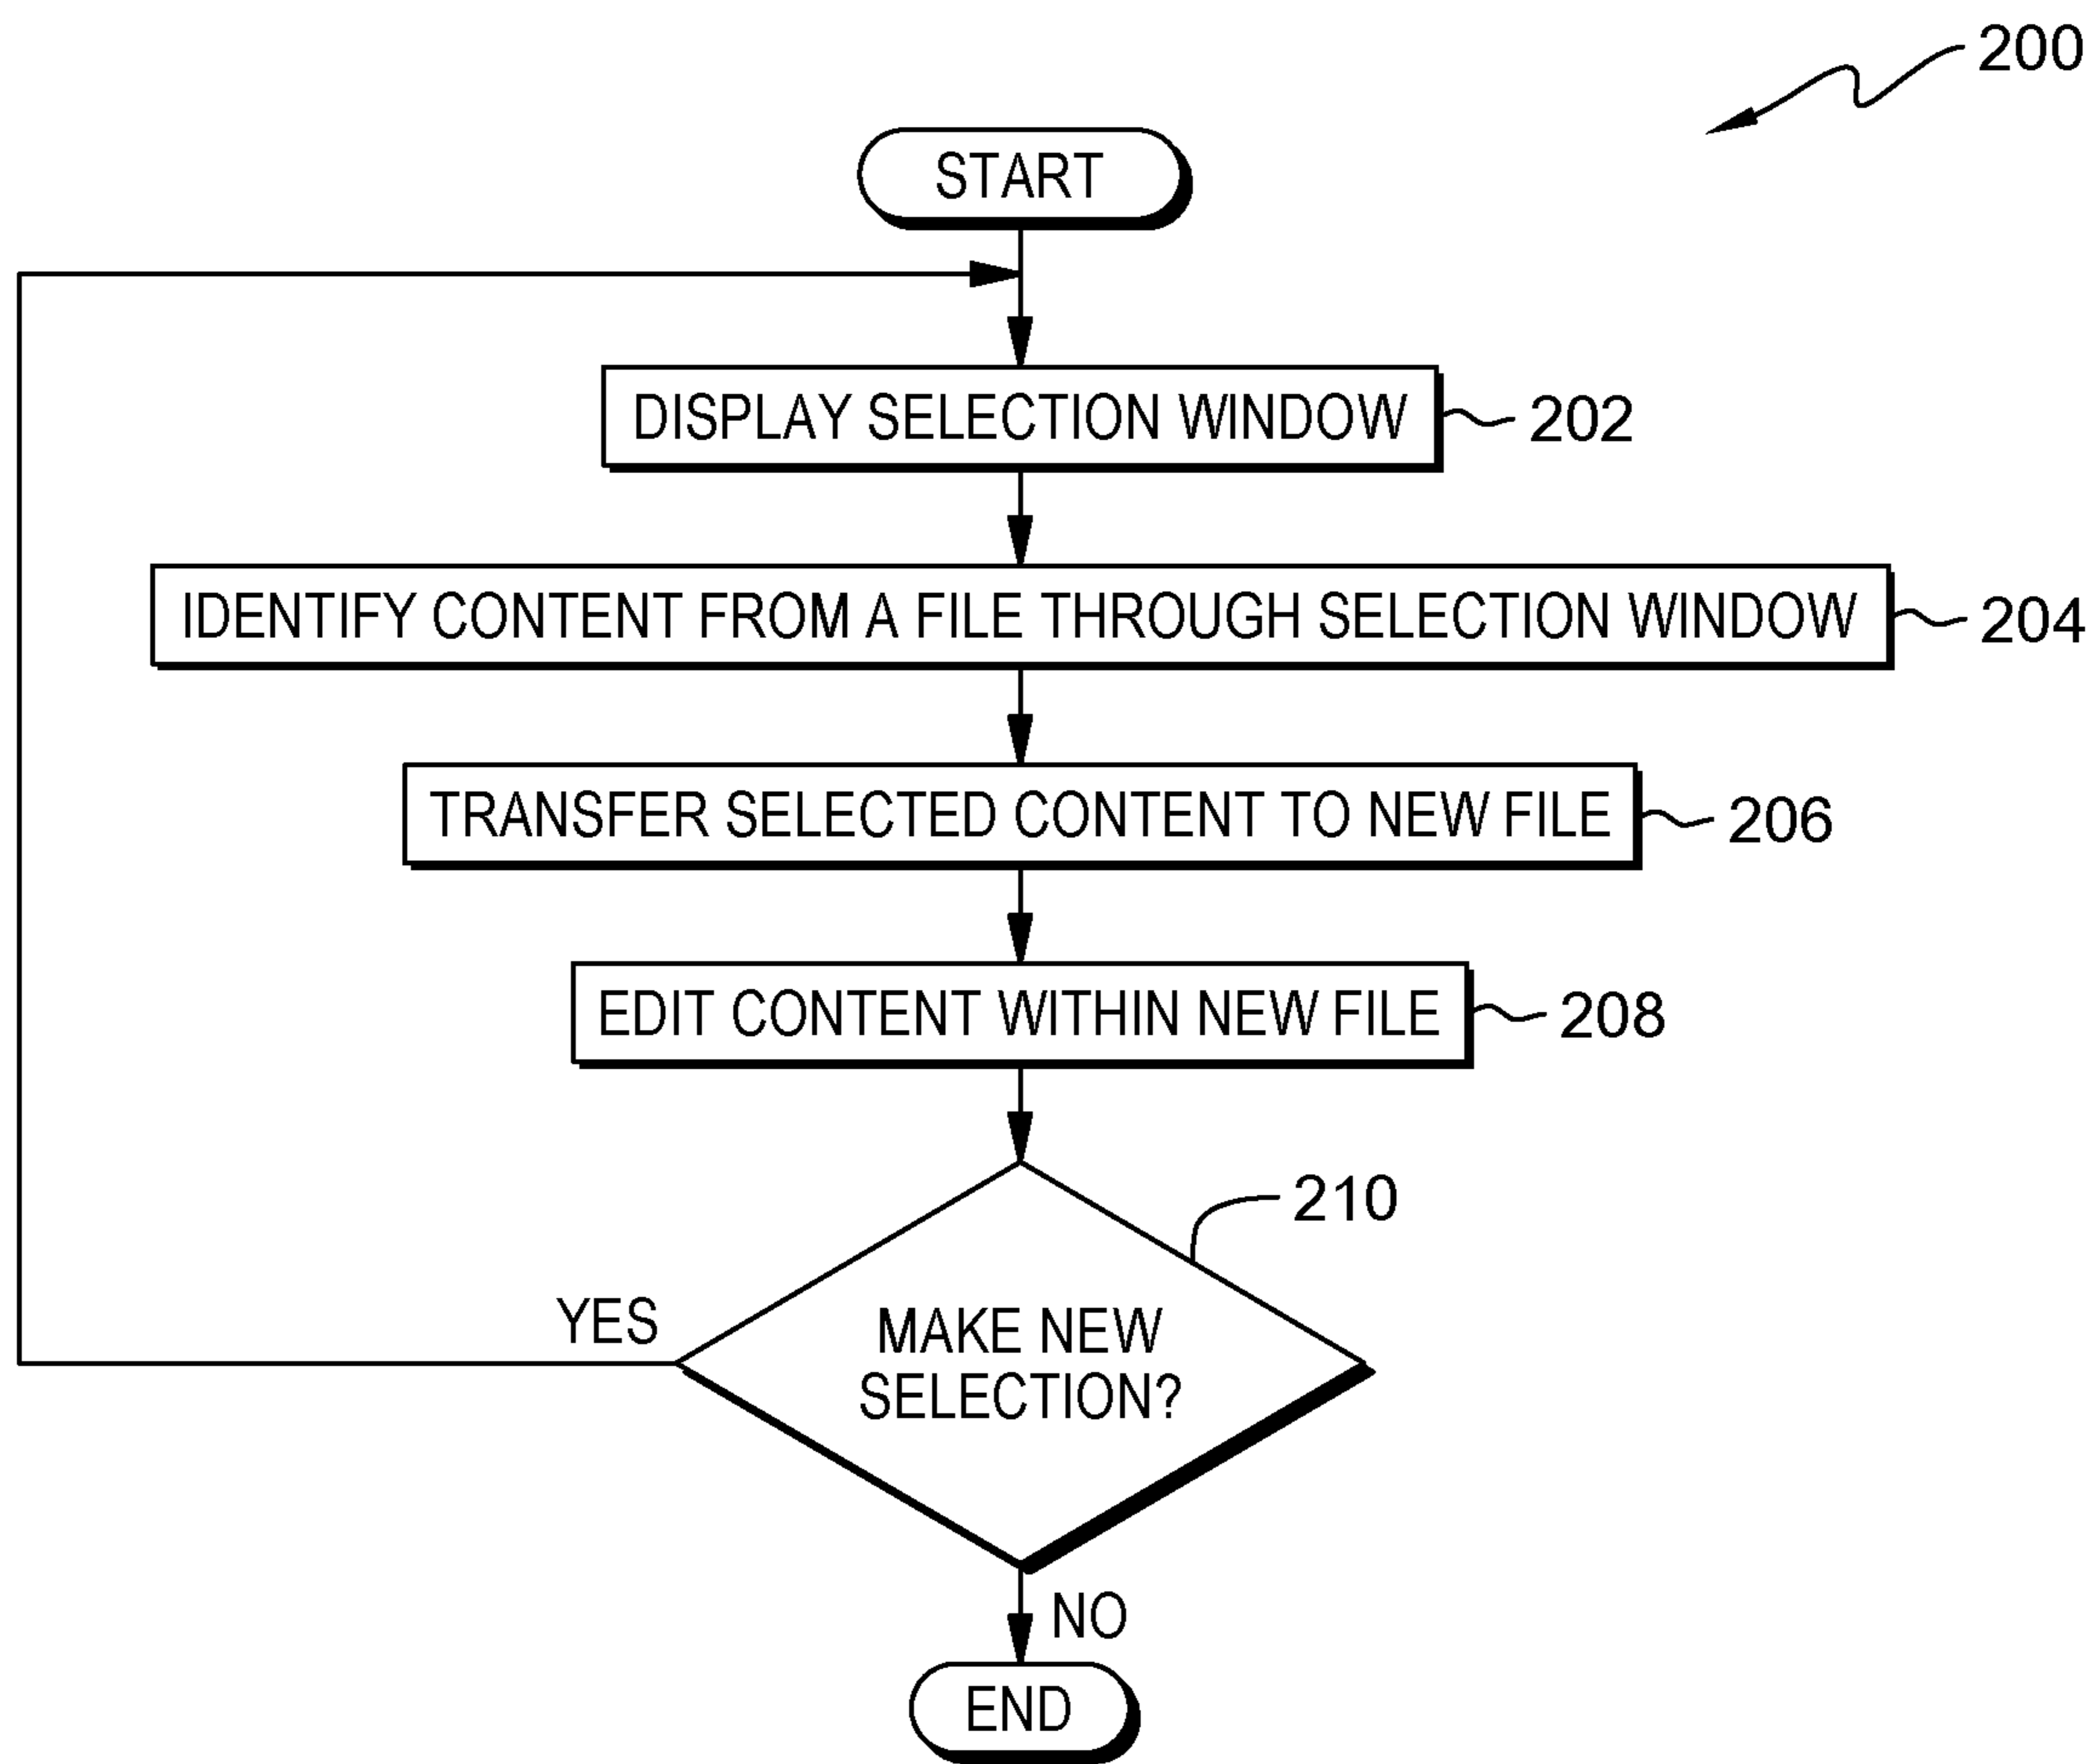 200
START
DISPLAY SELECTION WINDOW
202
IDENTIFY CONTENT FROM A FILE THROUGH SELECTION WINDOW
204
TRANSFER SELECTED CONTENT TO NEW FILE
206
EDIT CONTENT WITHIN NEW FILE
208
210
YES
MAKE NEW
SELECTION?
NO
END